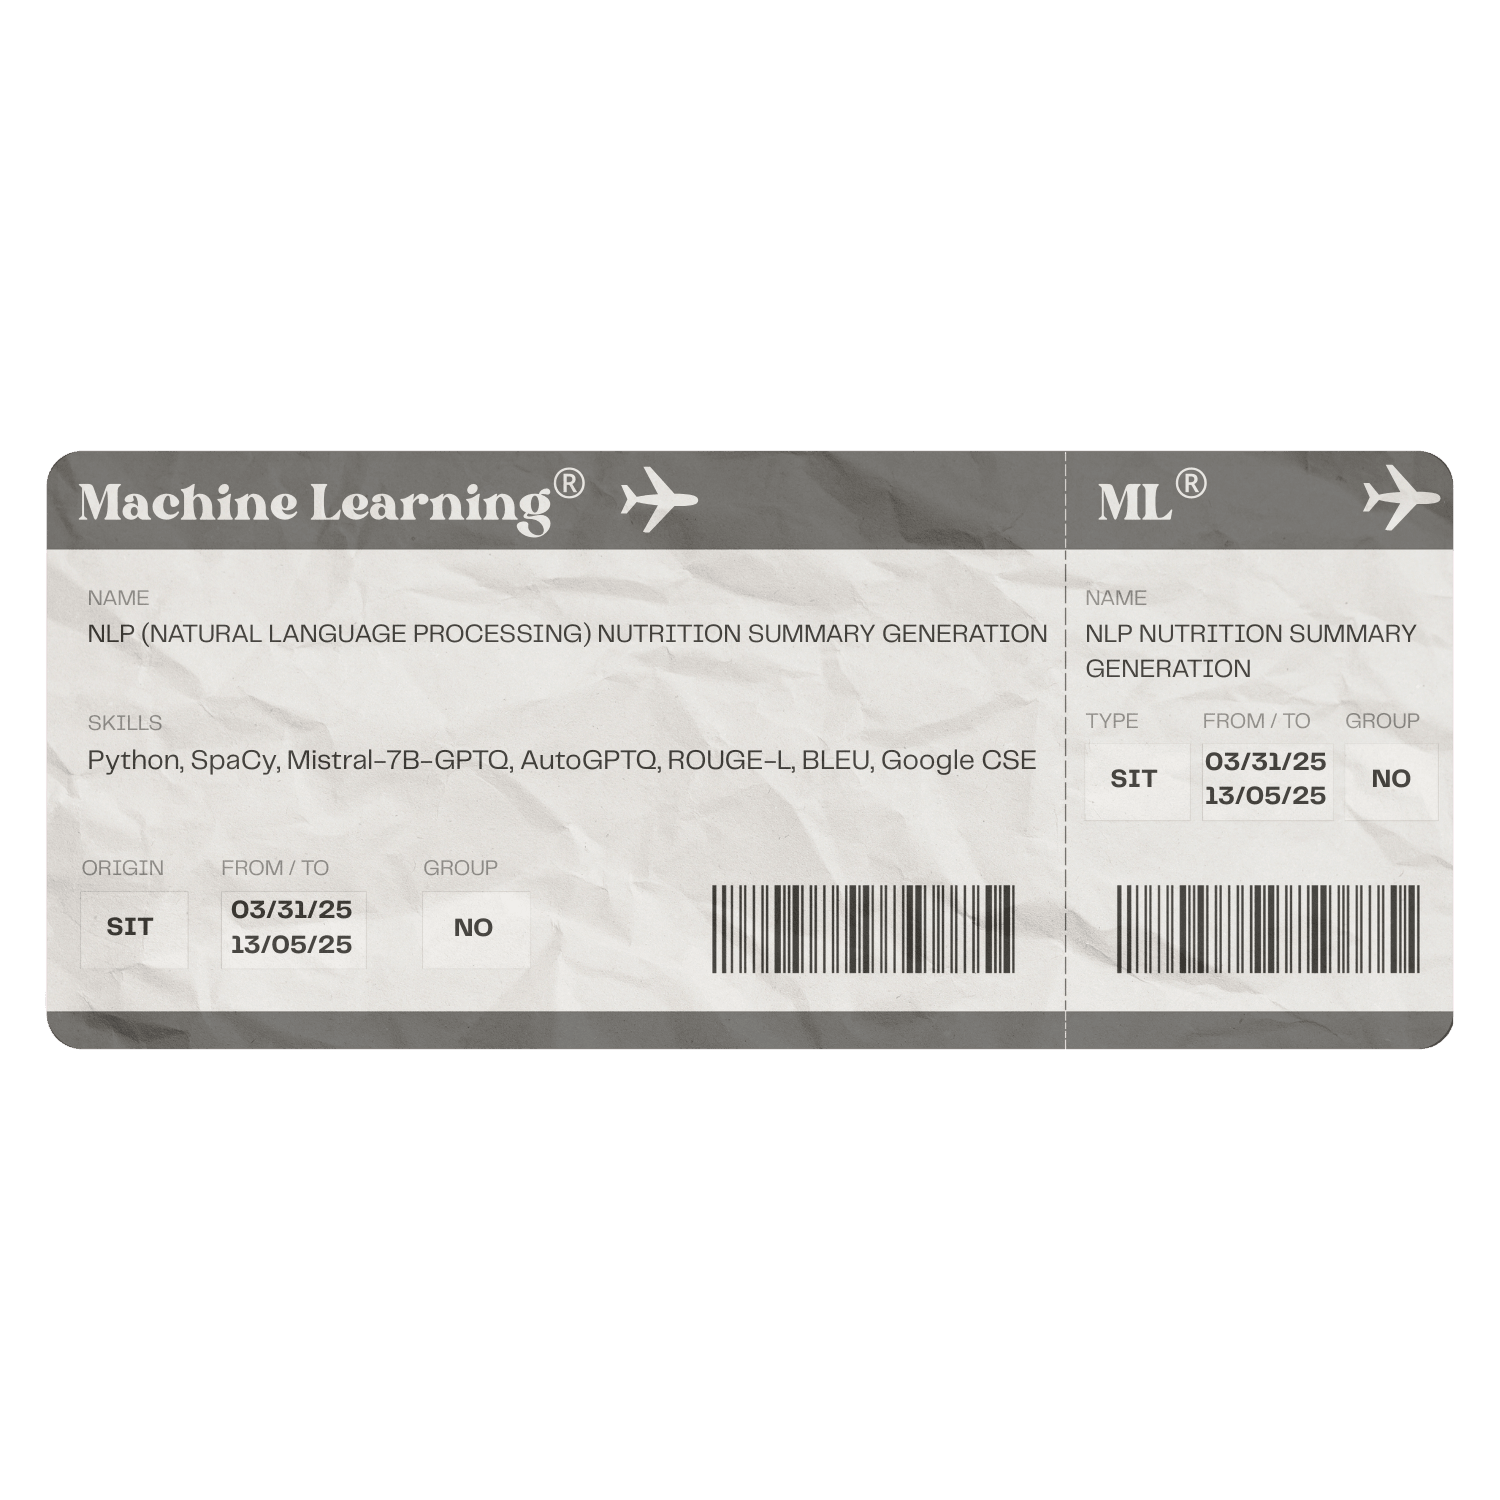 Machine Learning®
NAME
NLP (NATURAL LANGUAGE PROCESSING) NUTRITION SUMMARY GENERATION
SKILLS
Python, SpaCy, Mistral-7B-GPTQ, AutoGPTQ, ROUGE-L, BLEU, Google CSE
ORIGIN FROM / TO GROUP
SIT 03/31/25 NO
13/05/25
ML®
NAME
NLP NUTRITION SUMMARY
GENERATION
TYPE FROM / TO GROUP
SIT 03/31/25 NO
13/05/25